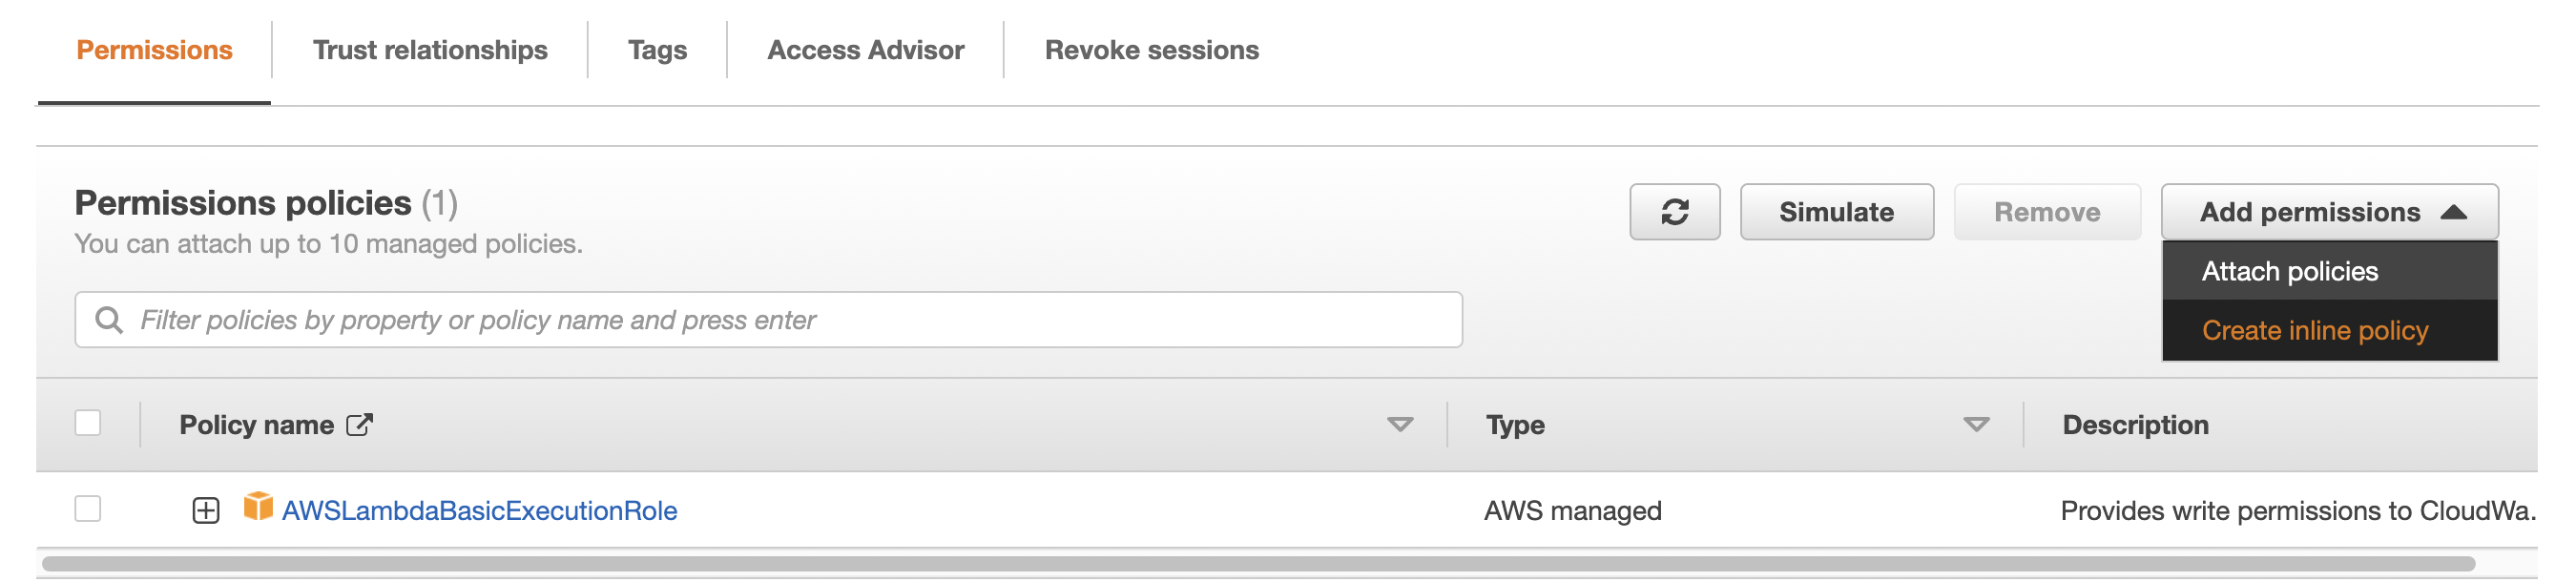 Permissions
Trust relationships
Tags
Access Advisor
Revoke sessions
Permissions policies (1)
You can attach up to 10 managed policies.
Simulate
Remove
Add permissions
Attach policies
Create inline policy
Filter policies by property or policy name and press enter
Policy name
Type
Description
AWSLambdaBasicExecutionRole
AWS managed
Provides write permissions to CloudWa.